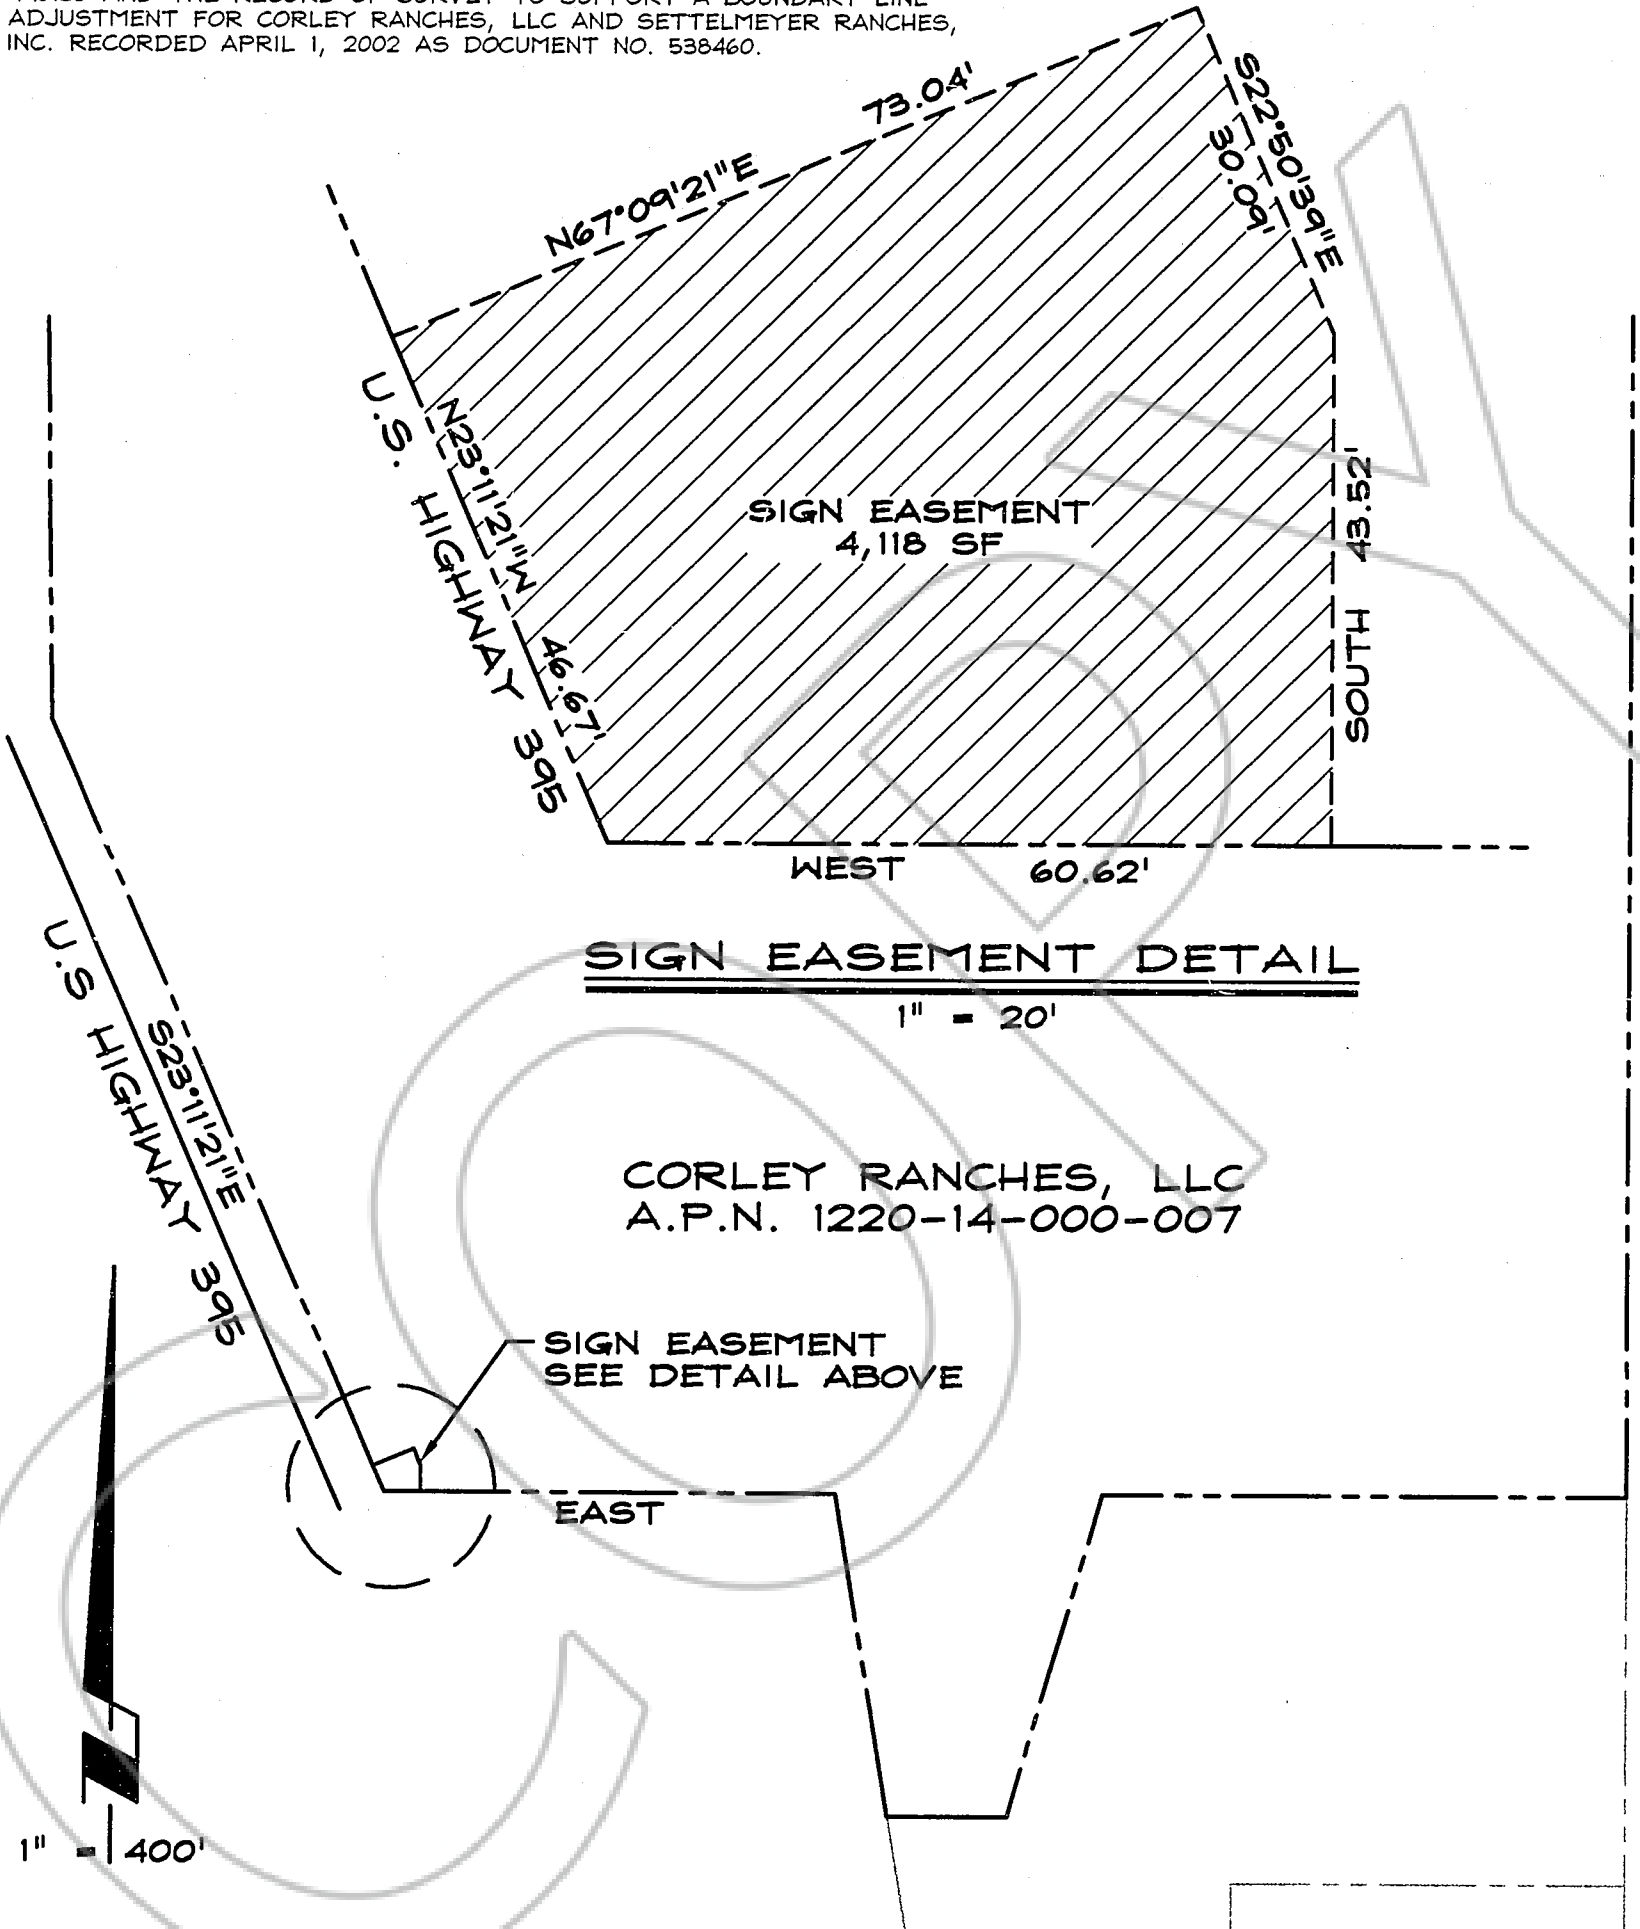 ADJUSTMENT FOR CORLEY RANCHES, LLC AND SETTELMEYER RANCHES,
INC. RECORDED APRIL 1, 2002 AS DOCUMENT NO. 538460.
73.04'
N67°09'21"E
S22°50'39"E
30.09'
U.S. HIGHWAY 395
N23°11'21"W
46.67'
SIGN EASEMENT
4,118 SF
SOUTH 43.52'
WEST 60.62'
SIGN EASEMENT DETAIL
1" = 20'
U.S HIGHWAY 395
S23°11'21"E
CORLEY RANCHES, LLC
A.P.N. 1220-14-000-007
SIGN EASEMENT
SEE DETAIL ABOVE
EAST
1" = 400'
COPY